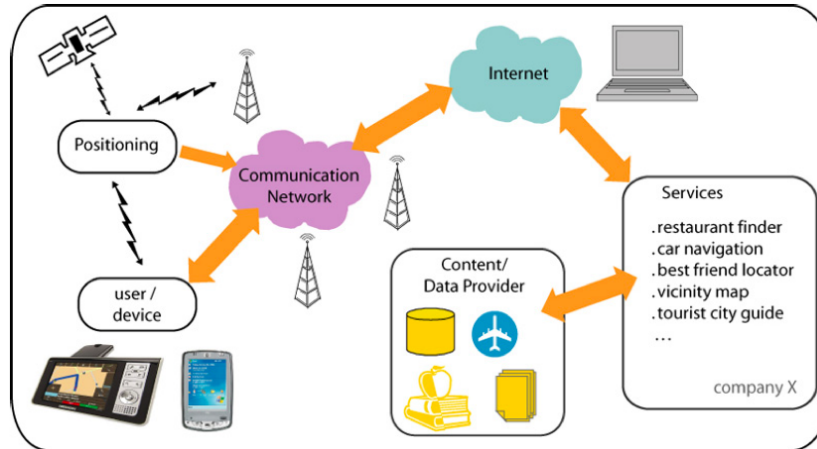 Positioning
user /
device
Communication
Network
Internet
Content/
Data Provider
Services
.restaurant finder
.car navigation
.best friend locator
.vicinity map
.tourist city guide
...
company X